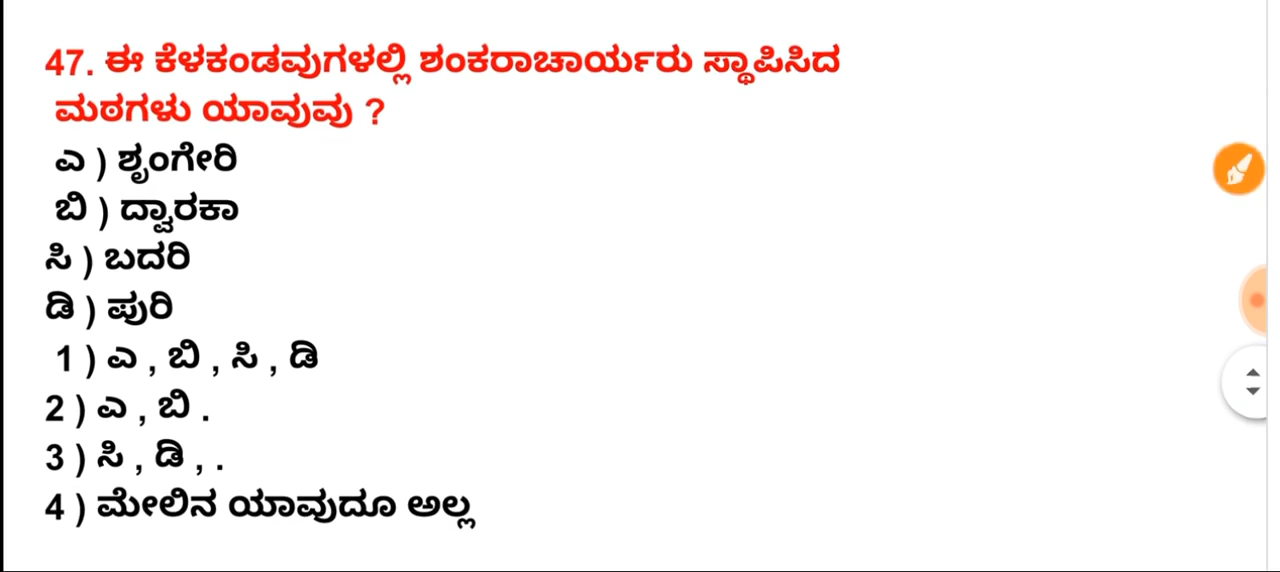 47. ಈ ಕೆಳಕಂಡವುಗಳಲ್ಲಿ ಶಂಕರಾಚಾರ್ಯರು ಸ್ಥಾಪಿಸಿದ
ಮಠಗಳು ಯಾವುವು ?
ಎ ) ಶೃಂಗೇರಿ
ಬಿ ) ದ್ವಾರಕಾ
ಸಿ ) ಬದರಿ
ಡಿ ) ಪುರಿ
1 ) ಎ , ಬಿ , ಸಿ , ಡಿ
2 ) ಎ , ಬಿ .
3 ) ಸಿ , ಡಿ , .
4 ) ಮೇಲಿನ ಯಾವುದೂ ಅಲ್ಲ